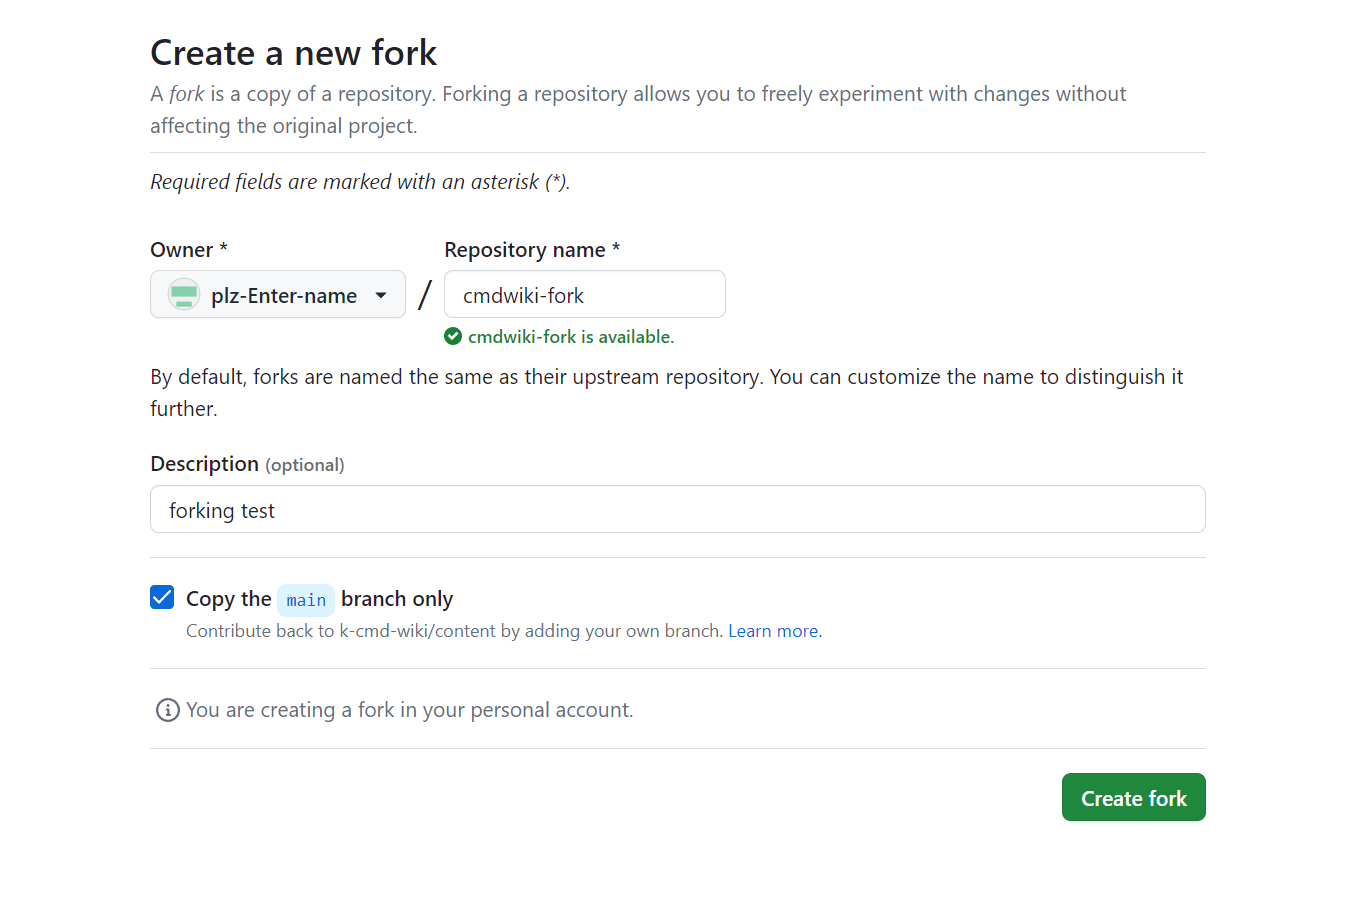 Create a new fork
A fork is a copy of a repository. Forking a repository allows you to freely experiment with changes without
affecting the original project.
Required fields are marked with an asterisk (*).
Owner *
Repository name *
plz-Enter-name
/
cmdwiki-fork
cmdwiki-fork is available.
By default, forks are named the same as their upstream repository. You can customize the name to distinguish it
further.
Description (optional)
forking test
Copy the main branch only
Contribute back to k-cmd-wiki/content by adding your own branch. Learn more.
You are creating a fork in your personal account.
Create fork